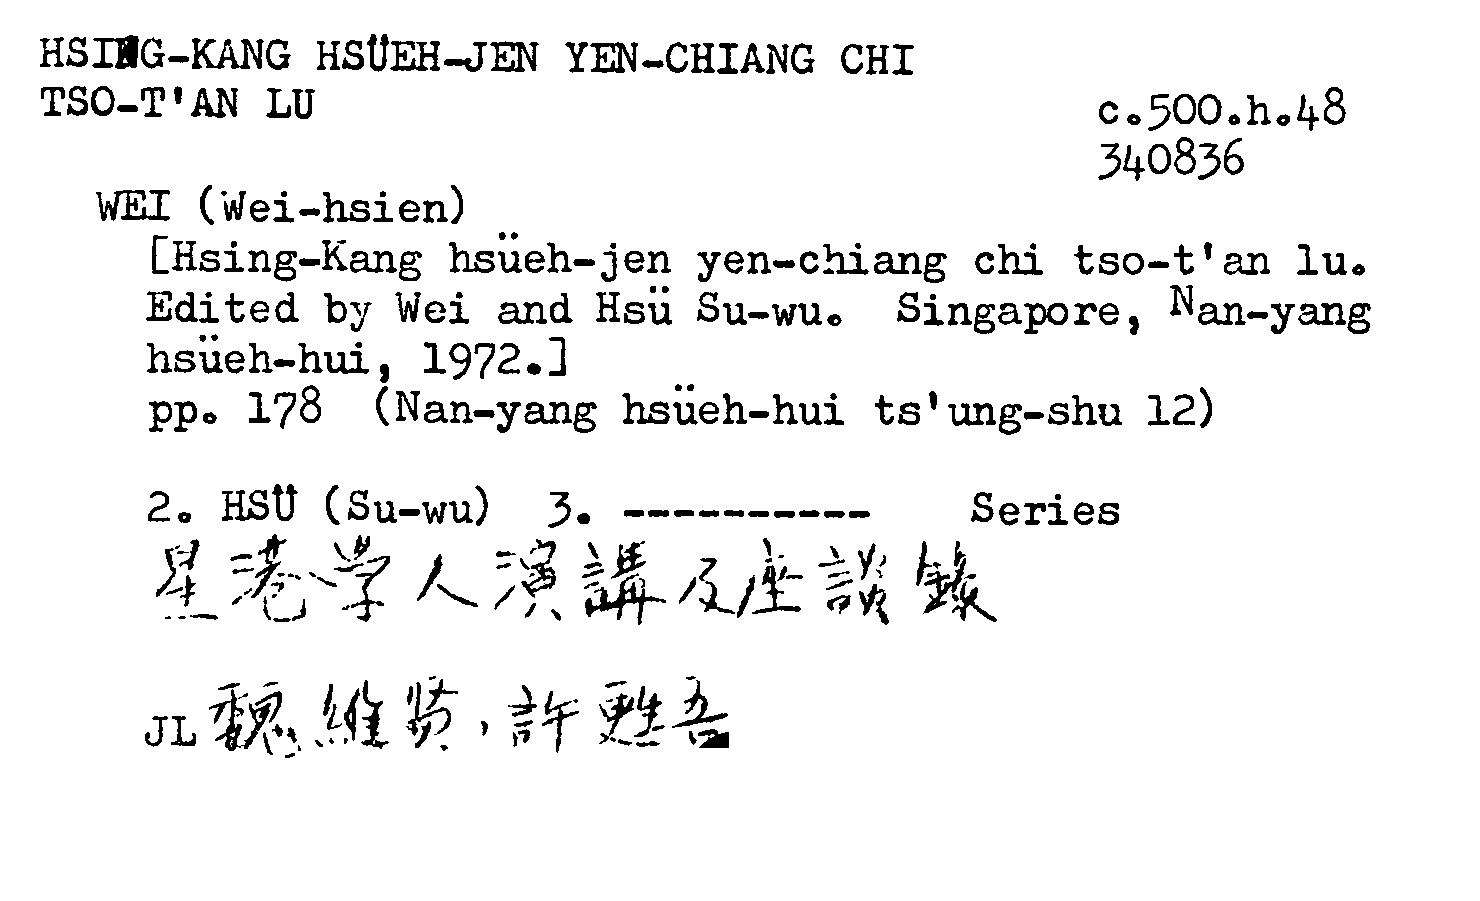 HSING-KANG HSÜEH-JEN YEN-CHIANG CHI
TSO-T'AN LU
c.500.h.48
340836
WEI (Wei-hsien)
[Hsing-Kang hsüeh-jen yen-chiang chi tso-t'an lu.
Edited by Wei and Hsü Su-wu. Singapore, Nan-yang
hsüeh-hui, 1972.]
pp. 178 (Nan-yang hsüeh-hui ts'ung-shu 12)
2. HSÜ (Su-wu) 3. ---------- Series
星港学人演講及座談錄
JL 魏維贤，許甦吾